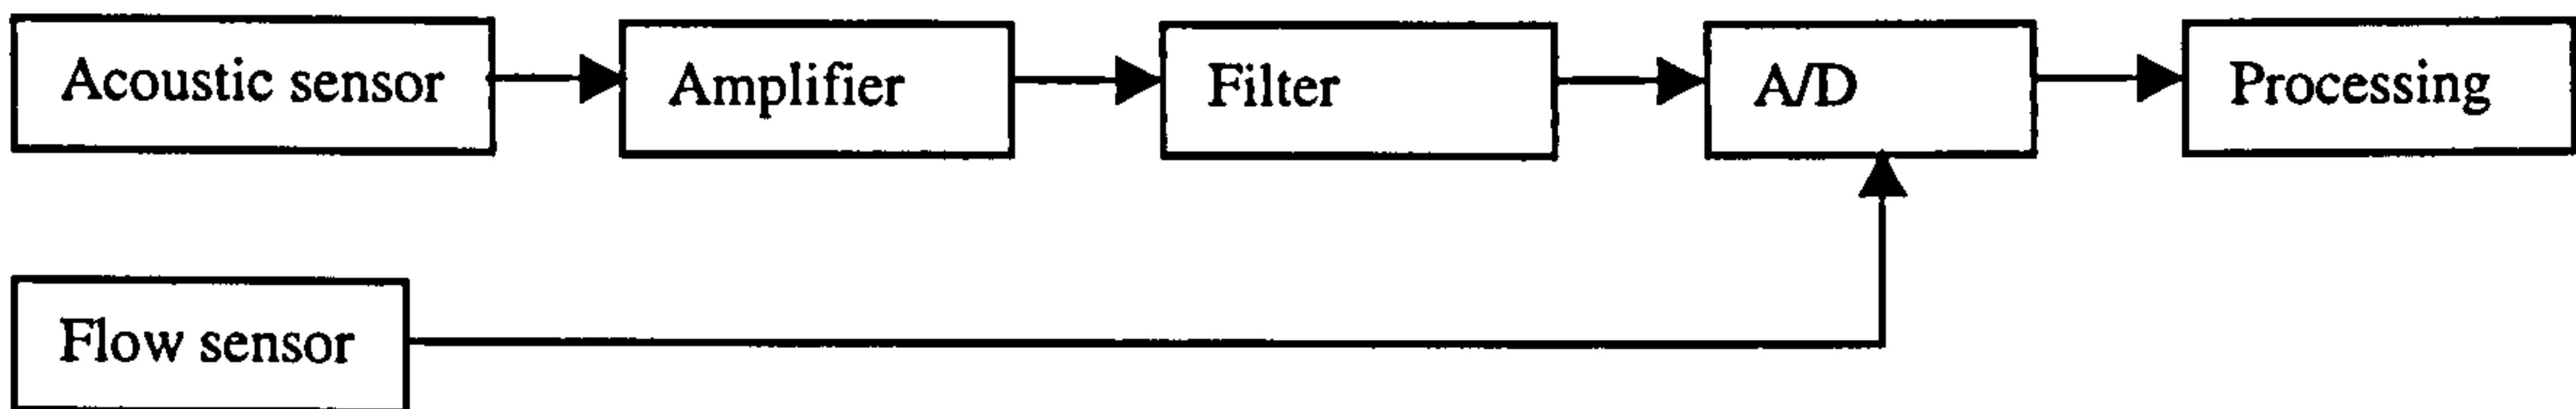 Acoustic sensor
Amplifier
Filter
A/D
Processing
Flow sensor